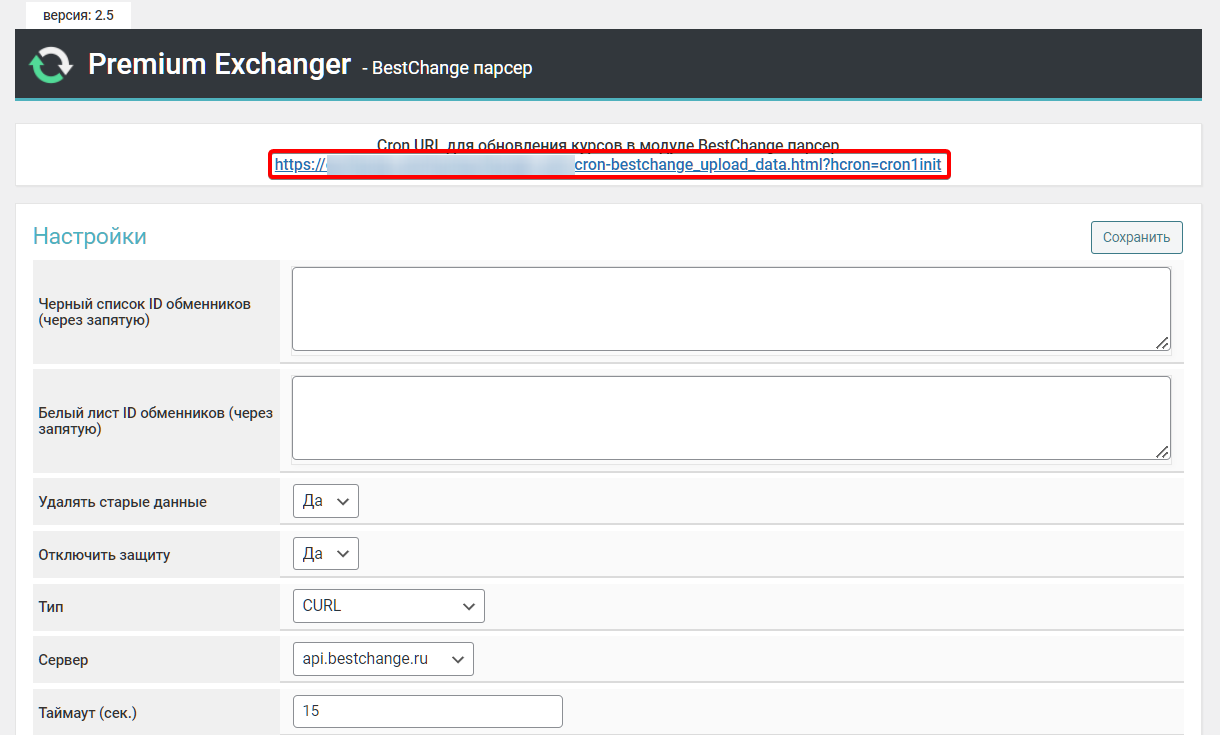 версия: 2.5
Premium Exchanger - BestChange парсер
Cron URL для обновления курсов в модуле BestChange парсер
https:// cron-bestchange_upload_data.html?hcron=cron1init
Настройки
Сохранить
Черный список ID обменников
(через запятую)
Белый лист ID обменников (через
запятую)
Удалять старые данные
Да
Отключить защиту
Да
Тип
CURL
Сервер
api.bestchange.ru
Таймаут (сек.)
15